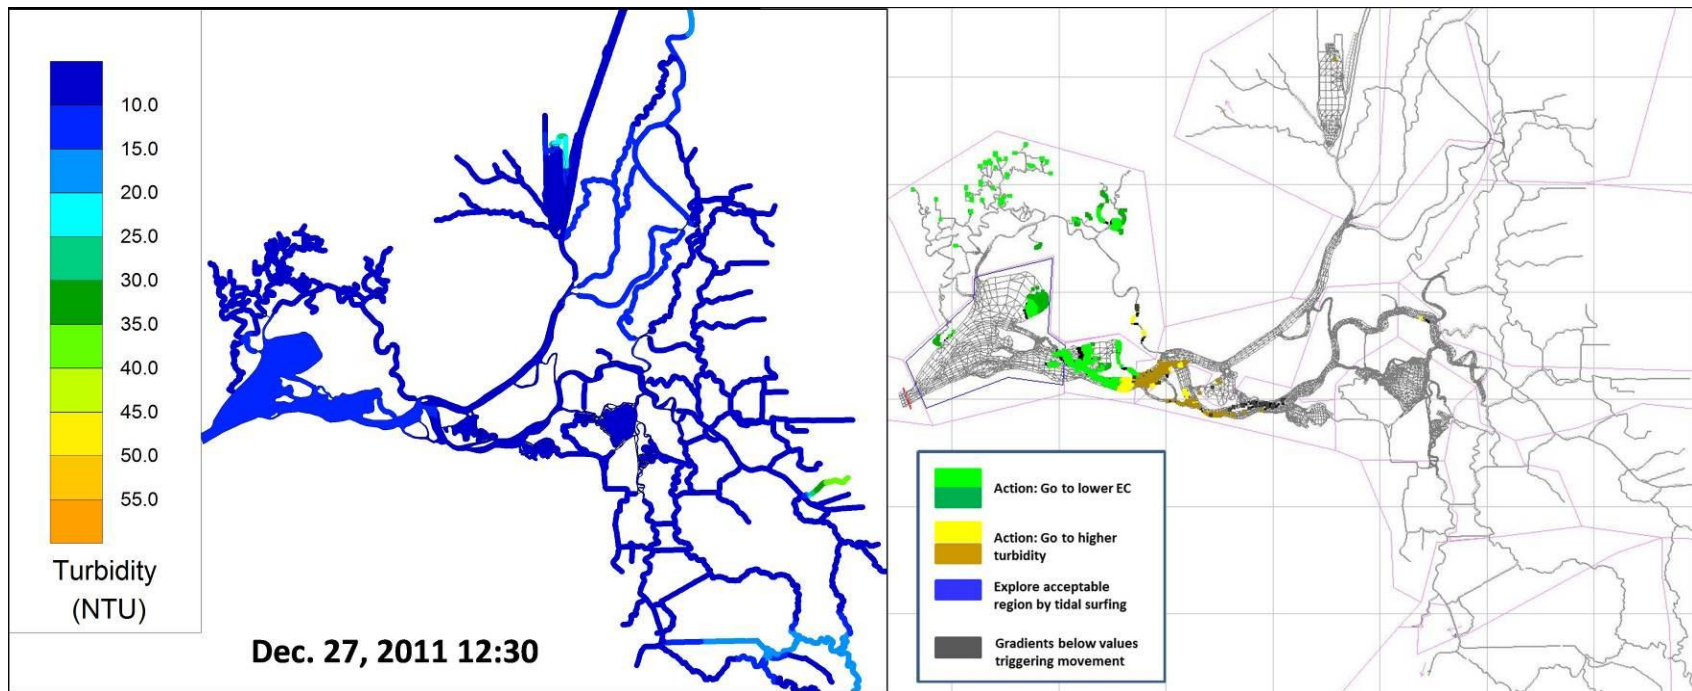 10.0
15.0
20.0
25.0
30.0
35.0
40.0
45.0
50.0
55.0
Turbidity
(NTU)
Dec. 27, 2011 12:30
Action: Go to lower EC
Action: Go to higher
turbidity
Explore acceptable
region by tidal surfing
Gradients below values
triggering movement